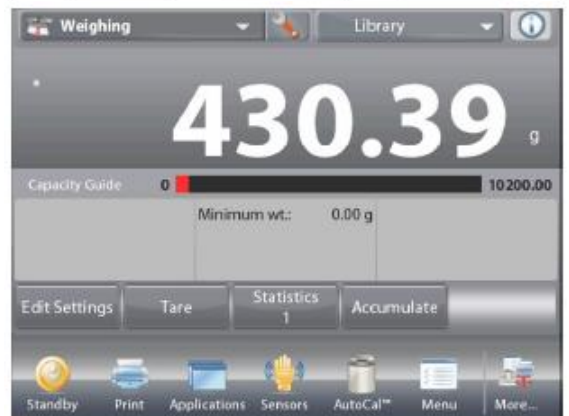 Weighing Library
430.39 g
Capacity Guide 0 10200.00
Minimum wt.: 0.00 g
Edit Settings Tare Statistics 1 Accumulate
Standby Print Applications Sensors AutoCal™ Menu More...